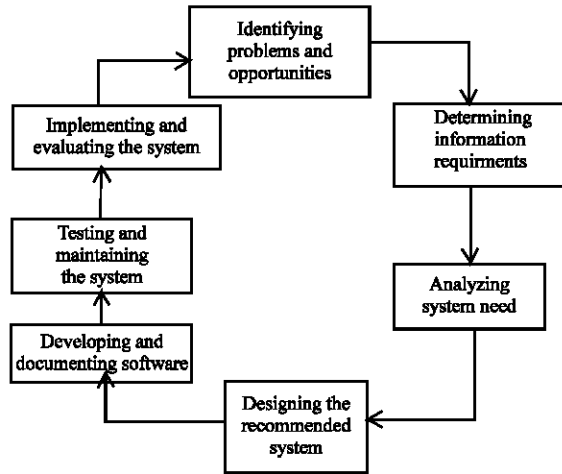 Identifying
problems and
opportunities
Determining
information
requirments
Analyzing
system need
Designing the
recommended
system
Developing and
documenting software
Testing and
maintaining
the system
Implementing and
evaluating the system